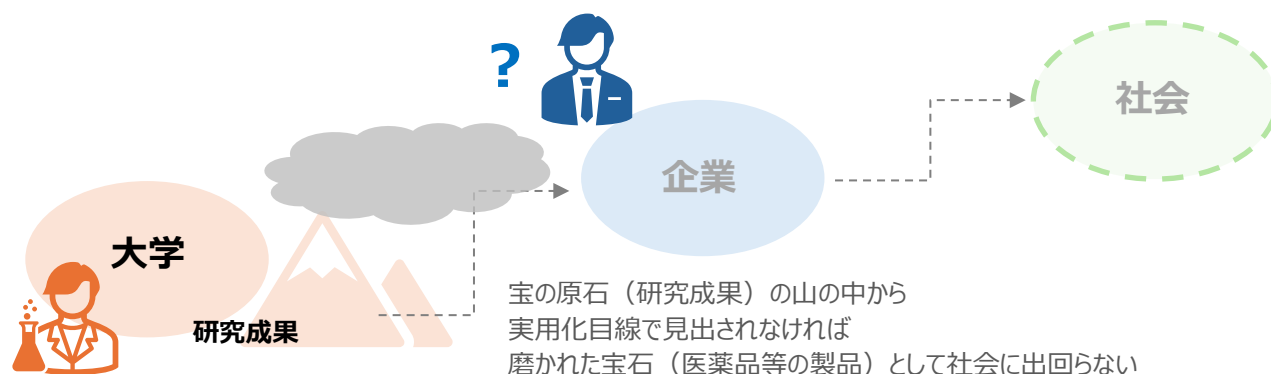 ?
企業
社会
大学
研究成果
宝の原石（研究成果）の山の中から
実用化目線で見出されなければ
磨かれた宝石（医薬品等の製品）として社会に出回らない